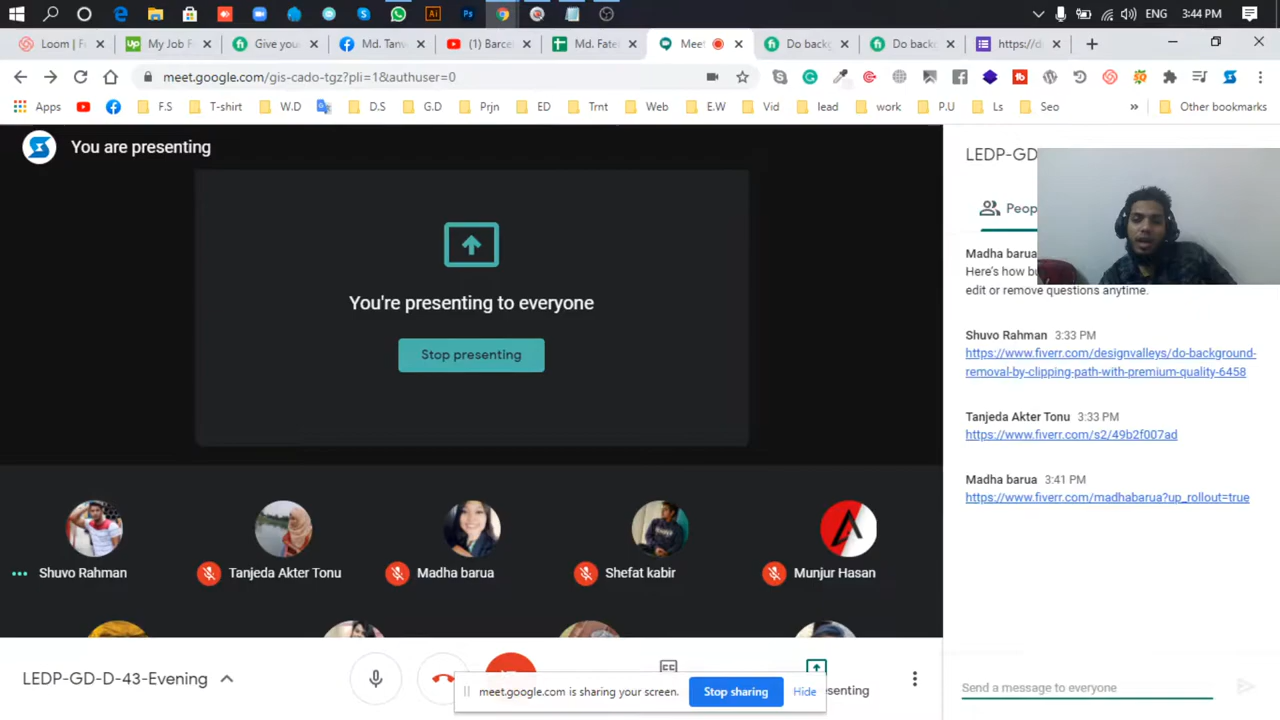 ENG
3:44 PM
Loom | F
My Job F
Give you
Md. Tanv
(1) Barce
Md. Fate
Meet
Do back
Do back
https://d
meet.google.com/gis-cado-tgz?pli=1&authuser=0
Apps
F.S
T-shirt
W.D
D.S
G.D
Prjn
ED
Trnt
Web
E.W
Vid
lead
work
P.U
Ls
Seo
»
Other bookmarks
You are presenting
You're presenting to everyone
Stop presenting
Shuvo Rahman
Tanjeda Akter Tonu
Madha barua
Shefat kabir
Munjur Hasan
LEDP-GD-D-43-Evening
meet.google.com is sharing your screen.
Stop sharing
Hide
senting
LEDP-GD
Peop
Madha barua
Here's how bu
edit or remove questions anytime.
Shuvo Rahman 3:33 PM
https://www.fiverr.com/designvalleys/do-background-
removal-by-clipping-path-with-premium-quality-6458
Tanjeda Akter Tonu 3:33 PM
https://www.fiverr.com/s2/49b2f007ad
Madha barua 3:41 PM
https://www.fiverr.com/madhabarua?up_rollout=true
Send a message to everyone